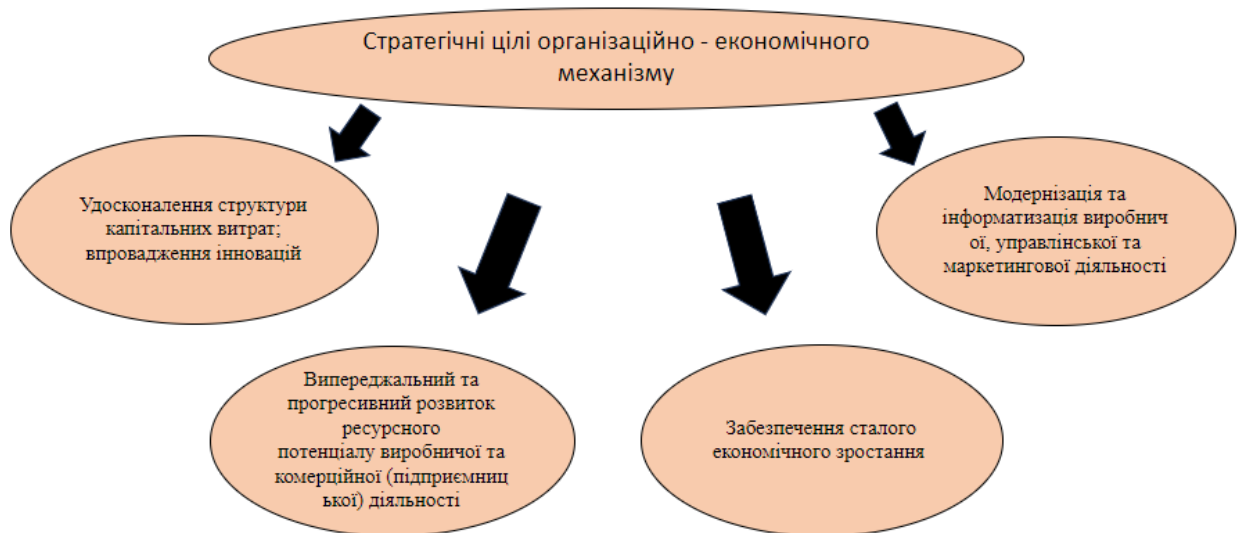 Стратегічні цілі організаційно - економічного
механізму
Удосконалення структури
капітальних витрат;
впровадження інновацій
Модернізація та
інформатизація виробнич
ої, управлінської та
маркетингової діяльності
Випереджальний та
прогресивний розвиток
ресурсного
потенціалу виробничої та
комерційної (підприємниц
ької) діяльності
Забезпечення сталого
економічного зростання